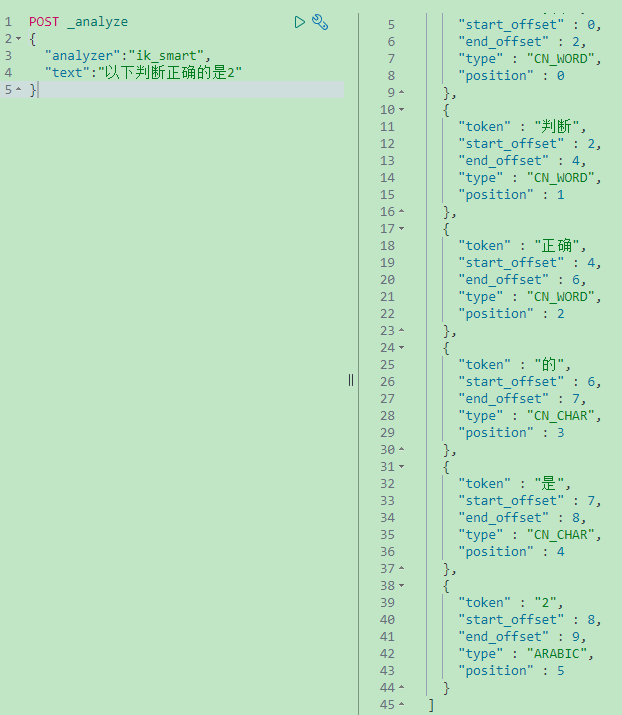 1 POST _analyze
2 {
3 "analyzer":"ik_smart",
4 "text":"以下判断正确的是2"
5 }
5 "start_offset" : 0,
6 "end_offset" : 2,
7 "type" : "CN_WORD",
8 "position" : 0
9 },
10 {
11 "token" : "判断",
12 "start_offset" : 2,
13 "end_offset" : 4,
14 "type" : "CN_WORD",
15 "position" : 1
16 },
17 {
18 "token" : "正确",
19 "start_offset" : 4,
20 "end_offset" : 6,
21 "type" : "CN_WORD",
22 "position" : 2
23 },
24 {
25 "token" : "的",
26 "start_offset" : 6,
27 "end_offset" : 7,
28 "type" : "CN_CHAR",
29 "position" : 3
30 },
31 {
32 "token" : "是",
33 "start_offset" : 7,
34 "end_offset" : 8,
35 "type" : "CN_CHAR",
36 "position" : 4
37 },
38 {
39 "token" : "2",
40 "start_offset" : 8,
41 "end_offset" : 9,
42 "type" : "ARABIC",
43 "position" : 5
44 }
45 ]